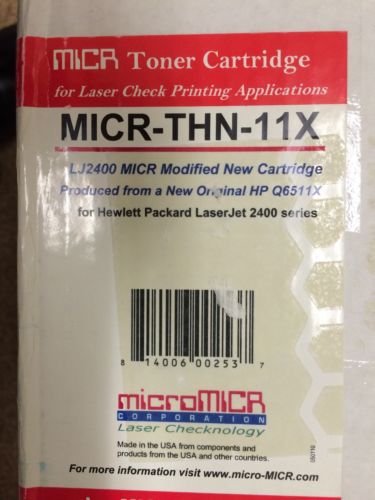 MICR Toner Cartridge
for Laser Check Printing Applications
MICR-THN-11X
LJ2400 MICR Modified New Cartridge
Produced from a New Original HP Q6511X
for Hewlett Packard LaserJet 2400 series
8 14006 00253 7
microMICR
CORPORATION
Laser Checknology
Made in the USA from components and
products from the USA and other countries.
050710
For more information visit www.micro-MICR.com